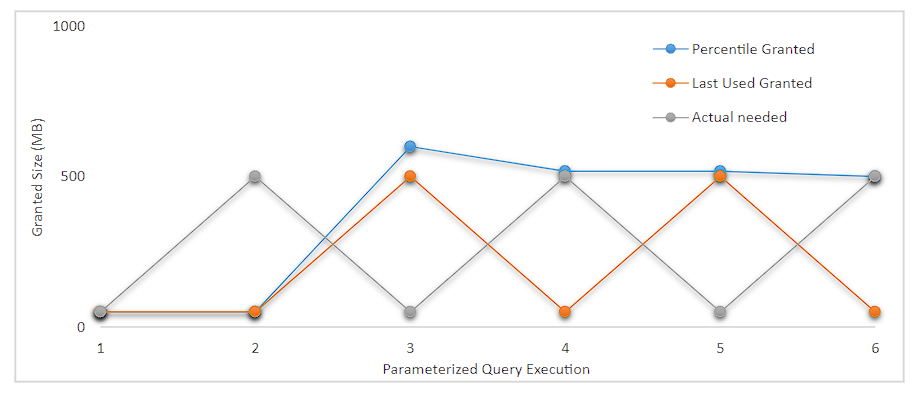 1000
Percentile Granted
Last Used Granted
Actual needed
Granted Size (MB)
500
0
1 2 3 4 5 6
Parameterized Query Execution